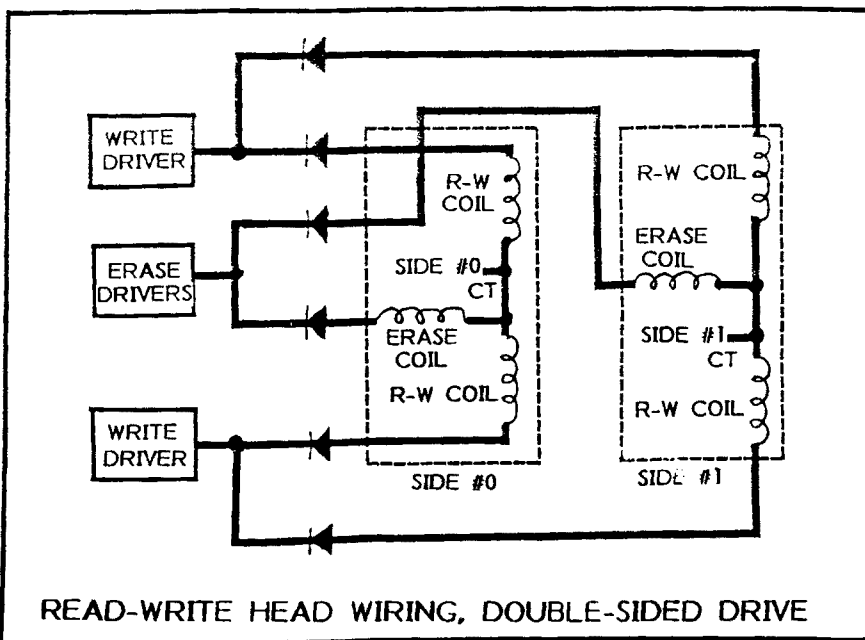 WRITE
DRIVER
R-W
COIL
R-W COIL
ERASE
COIL
ERASE
DRIVERS
SIDE #0
CT
ERASE
COIL
SIDE #1
CT
R-W COIL
R-W COIL
WRITE
DRIVER
SIDE #0
SIDE #1
READ-WRITE HEAD WIRING, DOUBLE-SIDED DRIVE